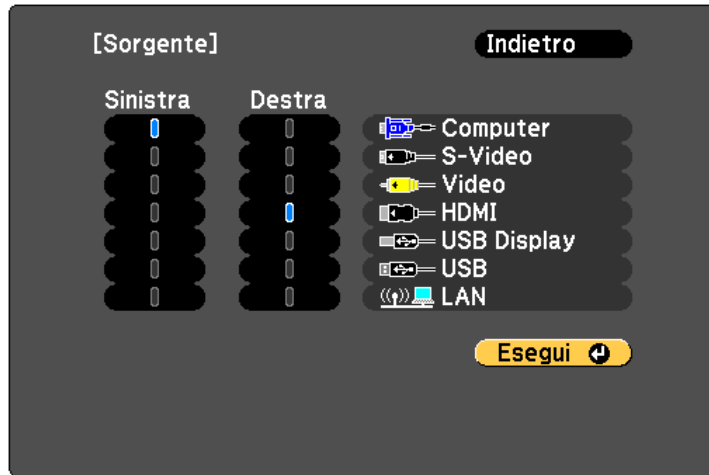 [Sorgente] Indietro
Sinistra Destra
Computer
S-Video
Video
HDMI
USB Display
USB
LAN
Esegui